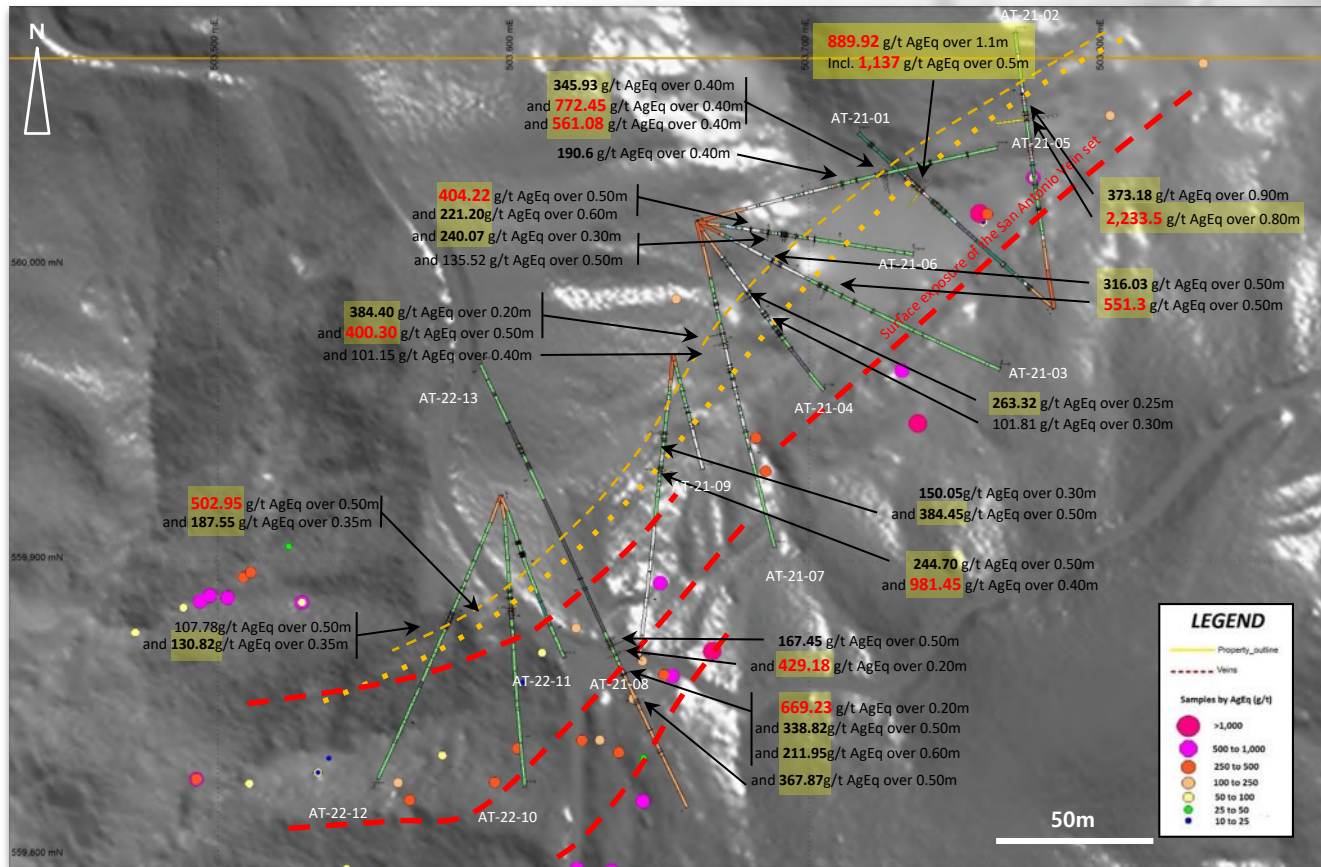 N
503,500 mE
503,600 mE
503,700 mE
503,800 mE
AT-21-02
889.92 g/t AgEq over 1.1m
Incl. 1,137 g/t AgEq over 0.5m
345.93 g/t AgEq over 0.40m
and 772.45 g/t AgEq over 0.40m
and 561.08 g/t AgEq over 0.40m
AT-21-01
AT-21-05
190.6 g/t AgEq over 0.40m
Surface exposure of the San Antonio Vein set
373.18 g/t AgEq over 0.90m
2,233.5 g/t AgEq over 0.80m
404.22 g/t AgEq over 0.50m
and 221.20g/t AgEq over 0.60m
and 240.07 g/t AgEq over 0.30m
and 135.52 g/t AgEq over 0.50m
560,000 mN
AT-21-06
316.03 g/t AgEq over 0.50m
551.3 g/t AgEq over 0.50m
384.40 g/t AgEq over 0.20m
and 400.30 g/t AgEq over 0.50m
and 101.15 g/t AgEq over 0.40m
AT-22-13
AT-21-03
AT-21-04
263.32 g/t AgEq over 0.25m
101.81 g/t AgEq over 0.30m
AT-21-09
502.95 g/t AgEq over 0.50m
and 187.55 g/t AgEq over 0.35m
150.05g/t AgEq over 0.30m
and 384.45g/t AgEq over 0.50m
559,900 mN
244.70 g/t AgEq over 0.50m
and 981.45 g/t AgEq over 0.40m
AT-21-07
107.78g/t AgEq over 0.50m
and 130.82g/t AgEq over 0.35m
167.45 g/t AgEq over 0.50m
and 429.18 g/t AgEq over 0.20m
AT-22-11
AT-21-08
669.23 g/t AgEq over 0.20m
and 338.82g/t AgEq over 0.50m
and 211.95g/t AgEq over 0.60m
and 367.87g/t AgEq over 0.50m
AT-22-12
AT-22-10
50m
559,800 mN
LEGEND
Property_outline
Veins
Samples by AgEq (g/t)
>1,000
500 to 1,000
250 to 500
100 to 250
50 to 100
25 to 50
10 to 25